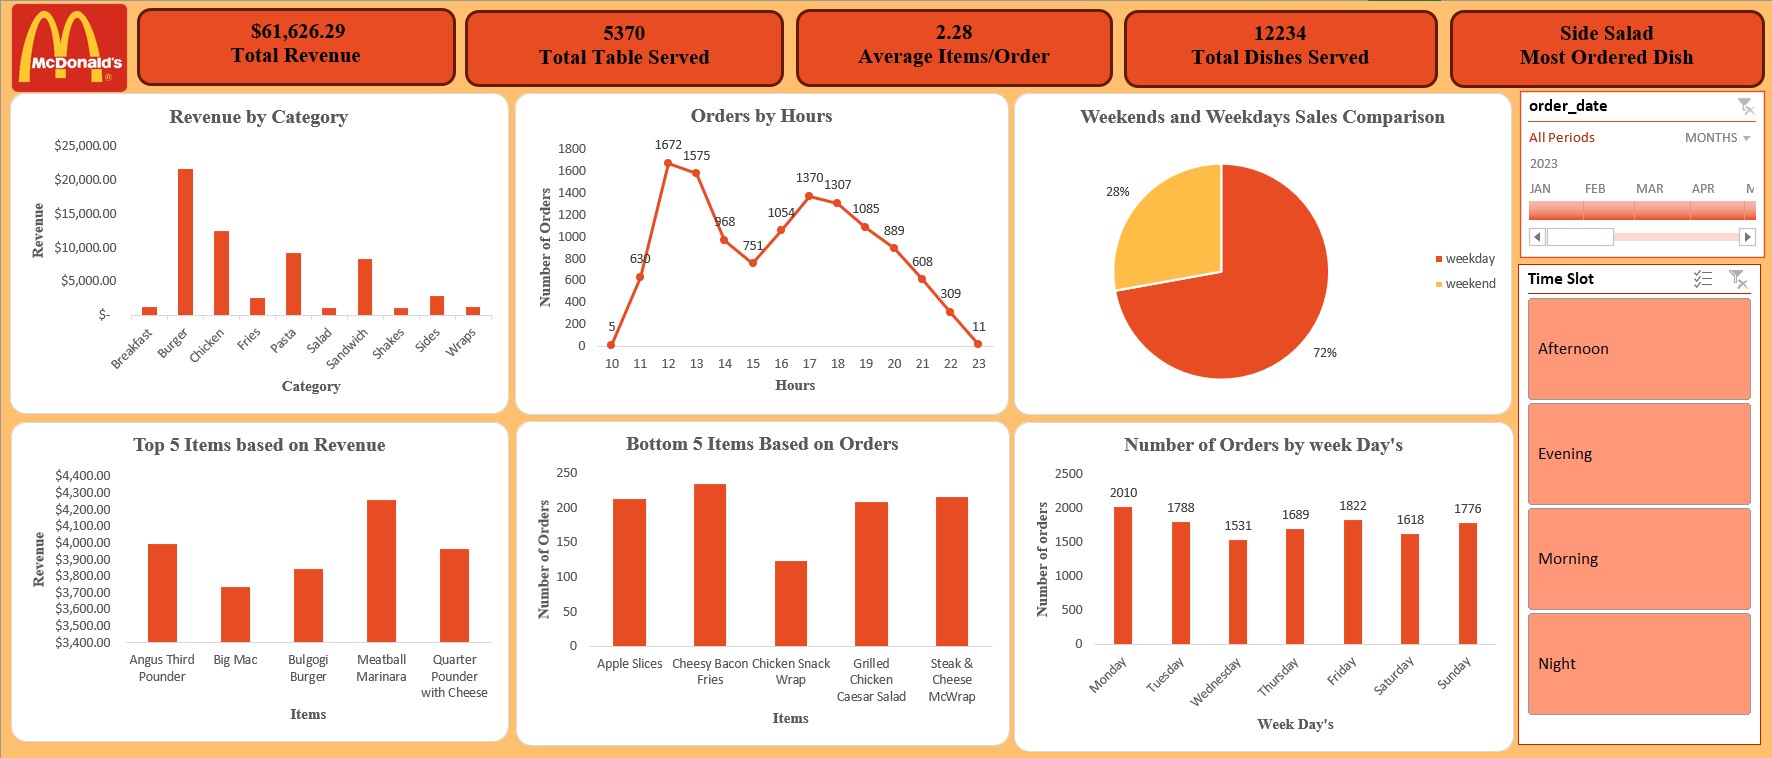 McDonald's
®
$61,626.29
Total Revenue
5370
Total Table Served
2.28
Average Items/Order
12234
Total Dishes Served
Side Salad
Most Ordered Dish
Revenue by Category
$25,000.00
$20,000.00
$15,000.00
$10,000.00
$5,000.00
$-
Revenue
Breakfast
Burger
Chicken
Fries
Pasta
Salad
Sandwich
Shakes
Sides
Wraps
Category
Orders by Hours
1800
1600
1400
1200
1000
800
600
400
200
0
Number of Orders
5
630
1672
1575
968
751
1054
1370
1307
1085
889
608
309
11
10 11 12 13 14 15 16 17 18 19 20 21 22 23
Hours
Weekends and Weekdays Sales Comparison
28%
72%
weekday
weekend
order_date
All Periods MONTHS
2023
JAN FEB MAR APR M
Time Slot
Afternoon
Evening
Morning
Night
Top 5 Items based on Revenue
$4,400.00
$4,300.00
$4,200.00
$4,100.00
$4,000.00
$3,900.00
$3,800.00
$3,700.00
$3,600.00
$3,500.00
$3,400.00
Revenue
Angus Third
Pounder
Big Mac
Bulgogi
Burger
Meatball
Marinara
Quarter
Pounder
with Cheese
Items
Bottom 5 Items Based on Orders
250
200
150
100
50
0
Number of Orders
Apple Slices
Cheesy Bacon
Fries
Chicken Snack
Wrap
Grilled
Chicken
Caesar Salad
Steak &
Cheese
McWrap
Items
Number of Orders by week Day's
2500
2000
1500
1000
500
0
Number of orders
2010
1788
1531
1689
1822
1618
1776
Monday
Tuesday
Wednesday
Thursday
Friday
Saturday
Sunday
Week Day's